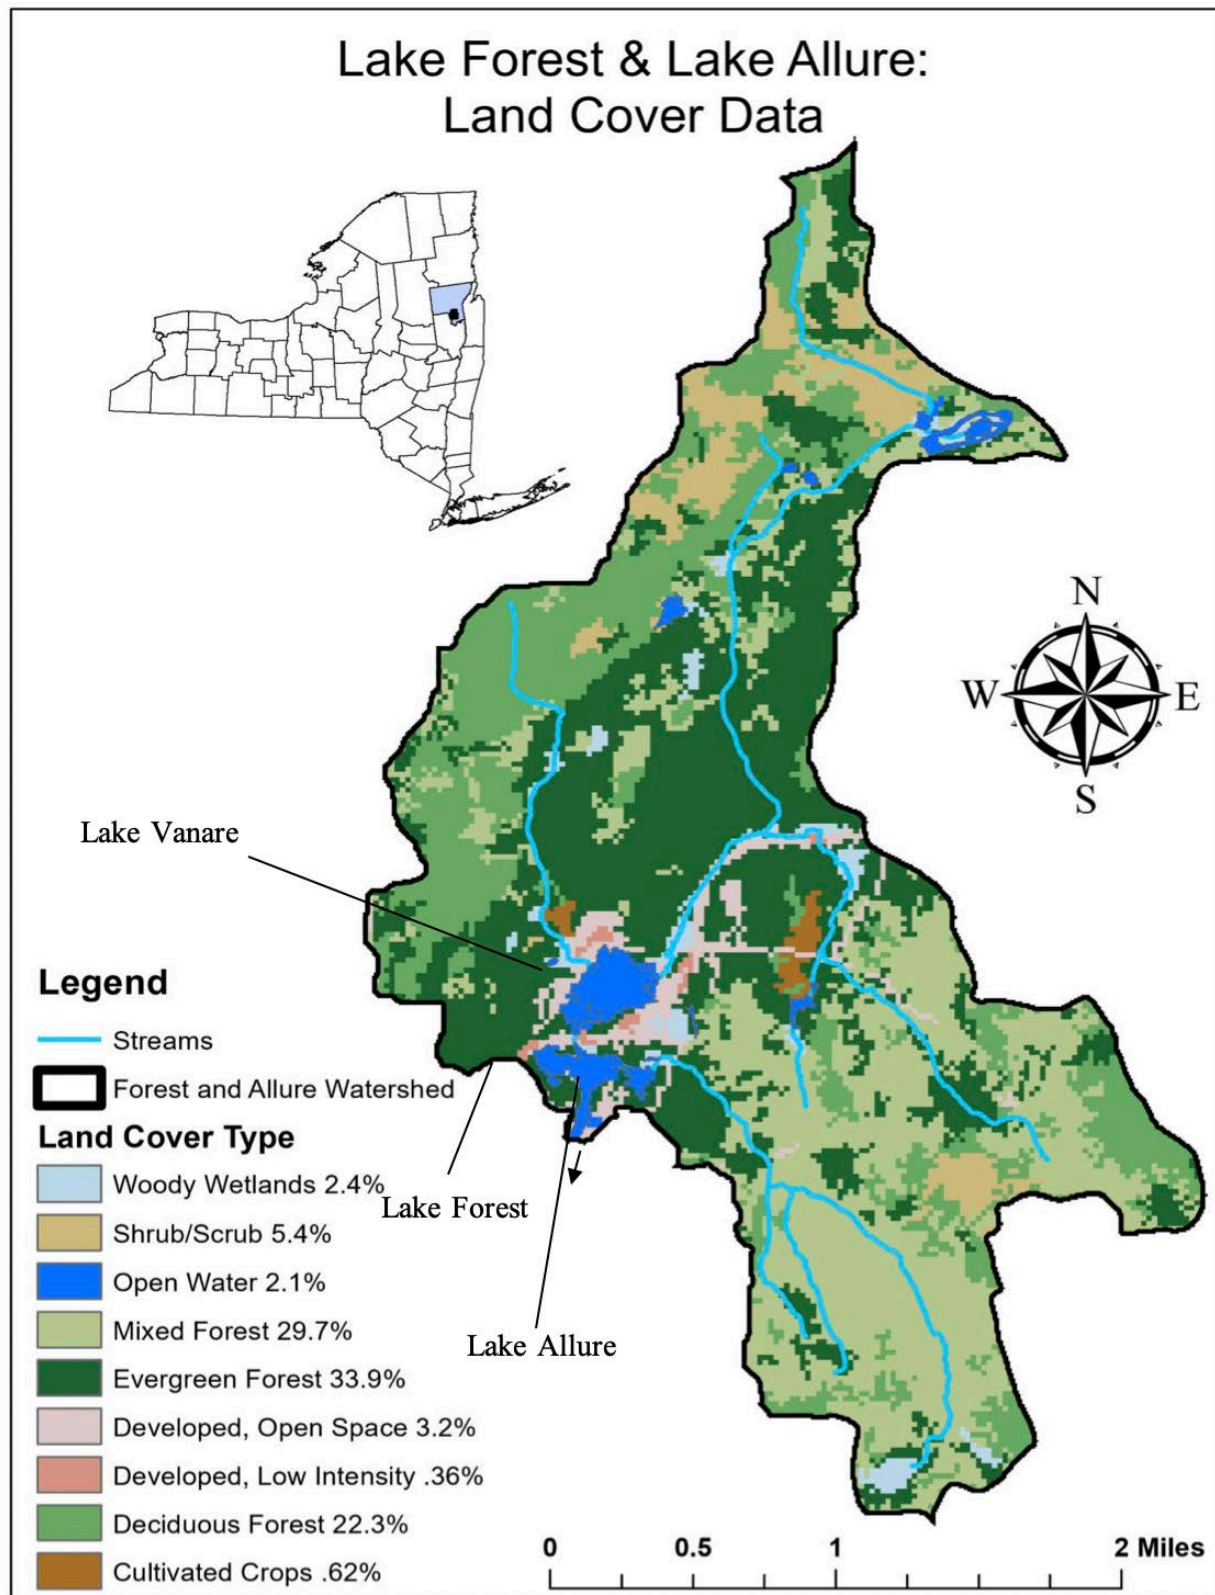 Lake Forest & Lake Allure:
Land Cover Data
N
W
E
S
Lake Vanare
Legend
Streams
Forest and Allure Watershed
Land Cover Type
Woody Wetlands 2.4%
Shrub/Scrub 5.4%
Open Water 2.1%
Mixed Forest 29.7%
Evergreen Forest 33.9%
Developed, Open Space 3.2%
Developed, Low Intensity .36%
Deciduous Forest 22.3%
Cultivated Crops .62%
Lake Forest
Lake Allure
0 0.5 1 2 Miles